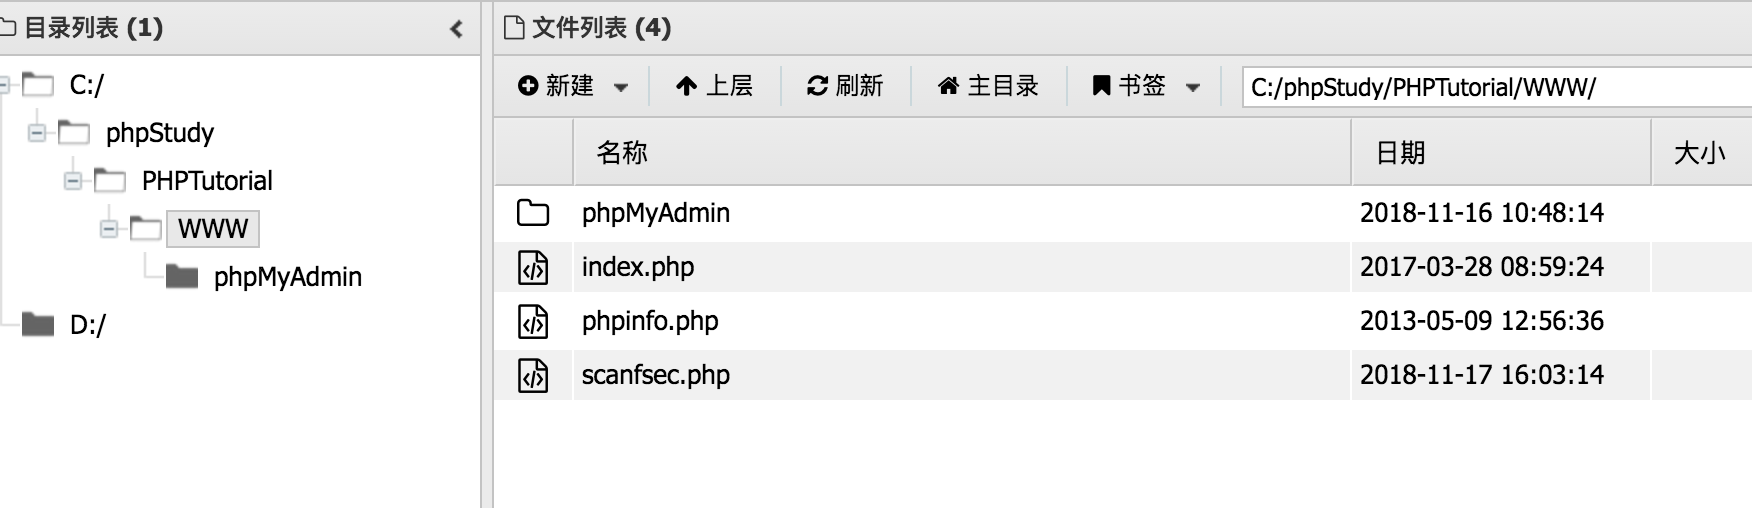 目录列表 (1)
C:/
phpStudy
PHPTutorial
WWW
phpMyAdmin
D:/
文件列表 (4)
新建 上层 刷新 主目录 书签 C:/phpStudy/PHPTutorial/WWW/
名称 日期 大小
phpMyAdmin 2018-11-16 10:48:14
index.php 2017-03-28 08:59:24
phpinfo.php 2013-05-09 12:56:36
scanfsec.php 2018-11-17 16:03:14